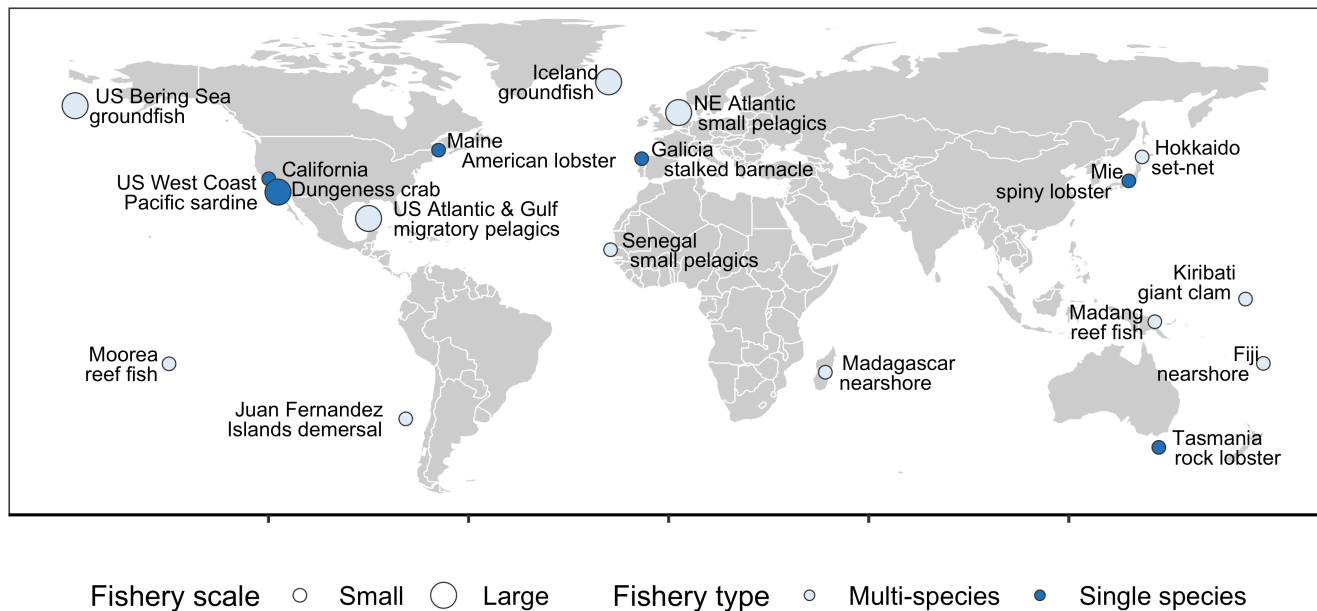 Iceland
groundfish
US Bering Sea
groundfish
NE Atlantic
small pelagics
Maine
American lobster
Galicia
stalked barnacle
Hokkaido
set-net
California
Dungeness crab
US West Coast
Pacific sardine
Mie
spiny lobster
US Atlantic & Gulf
migratory pelagics
Senegal
small pelagics
Kiribati
giant clam
Madang
reef fish
Moorea
reef fish
Madagascar
nearshore
Fiji
nearshore
Juan Fernandez
Islands demersal
Tasmania
rock lobster
Fishery scale Small Large Fishery type Multi-species Single species